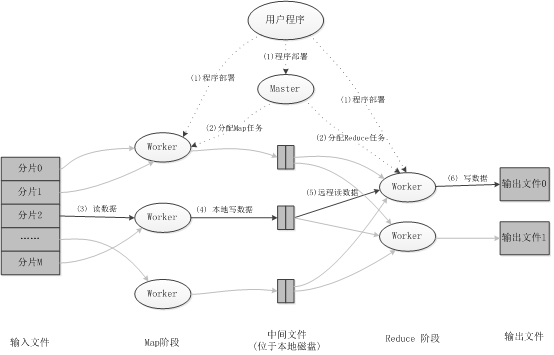 用户程序
(1)程序部署
(1)程序部署
Master
(1)程序部署
(2)分配Map任务
(2)分配Reduce任务
Worker
分片0
分片1
分片2
……
分片M
(3) 读数据
Worker
(4) 本地写数据
(5)远程读数据
Worker
(6) 写数据
输出文件0
Worker
输出文件1
Worker
输入文件
Map阶段
中间文件
(位于本地磁盘)
Reduce 阶段
输出文件